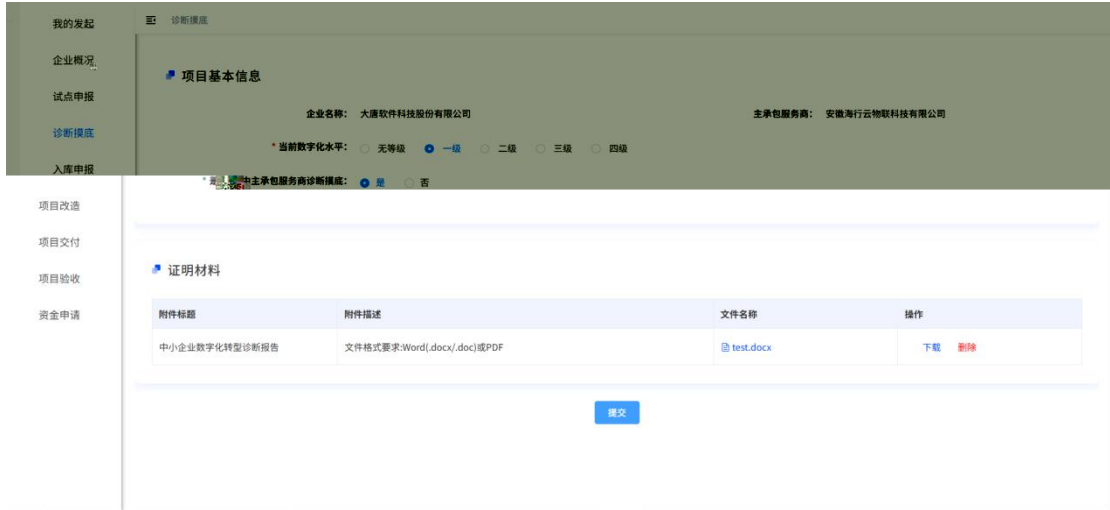 我的发起
企业概况
试点申报
诊断摸底
入库申报
项目改造
项目交付
项目验收
资金申请
诊断摸底
项目基本信息
企业名称： 大唐软件科技股份有限公司 主承包服务商： 安徽海行云物联科技有限公司
* 当前数字化水平： 无等级 一级 二级 三级 四级
中主承包服务商诊断摸底： 是 否
证明材料
附件标题 附件描述 文件名称 操作
中小企业数字化转型诊断报告 文件格式要求:Word(.docx/.doc)或PDF test.docx 下载 删除
提交